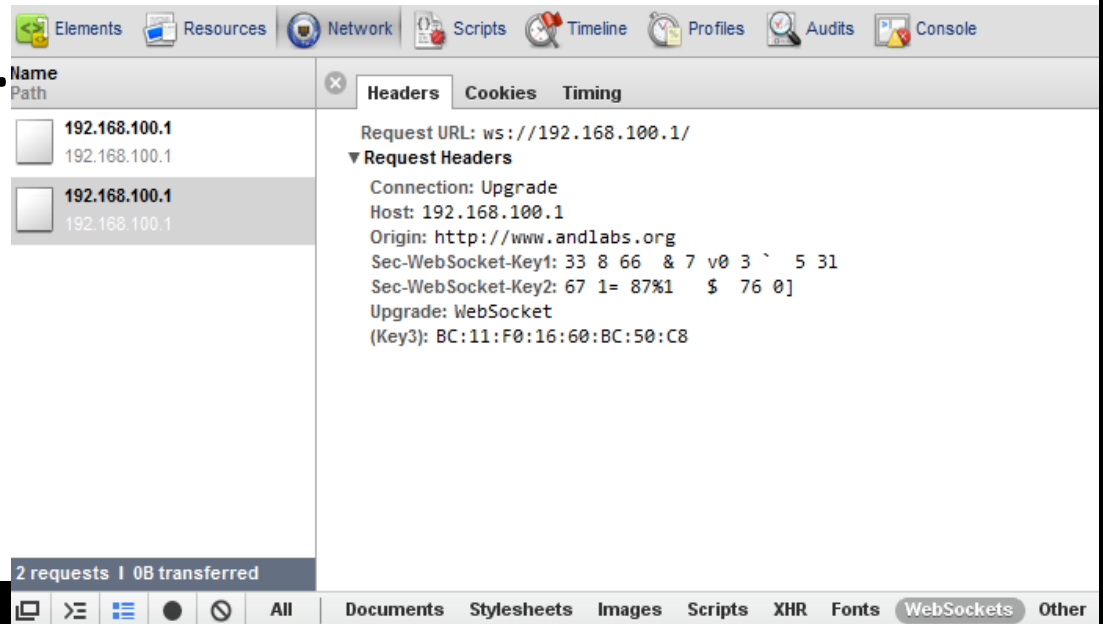 Elements Resources Network Scripts Timeline Profiles Audits Console
Name
Path
192.168.100.1
192.168.100.1
192.168.100.1
192.168.100.1
2 requests I 0B transferred
Headers Cookies Timing
Request URL: ws://192.168.100.1/
▼ Request Headers
Connection: Upgrade
Host: 192.168.100.1
Origin: http://www.andlabs.org
Sec-WebSocket-Key1: 33 8 66  & 7 v0 3 `  5 31
Sec-WebSocket-Key2: 67 1= 87%1   $  76 0]
Upgrade: WebSocket
(Key3): BC:11:F0:16:60:BC:50:C8
All Documents Stylesheets Images Scripts XHR Fonts WebSockets Other